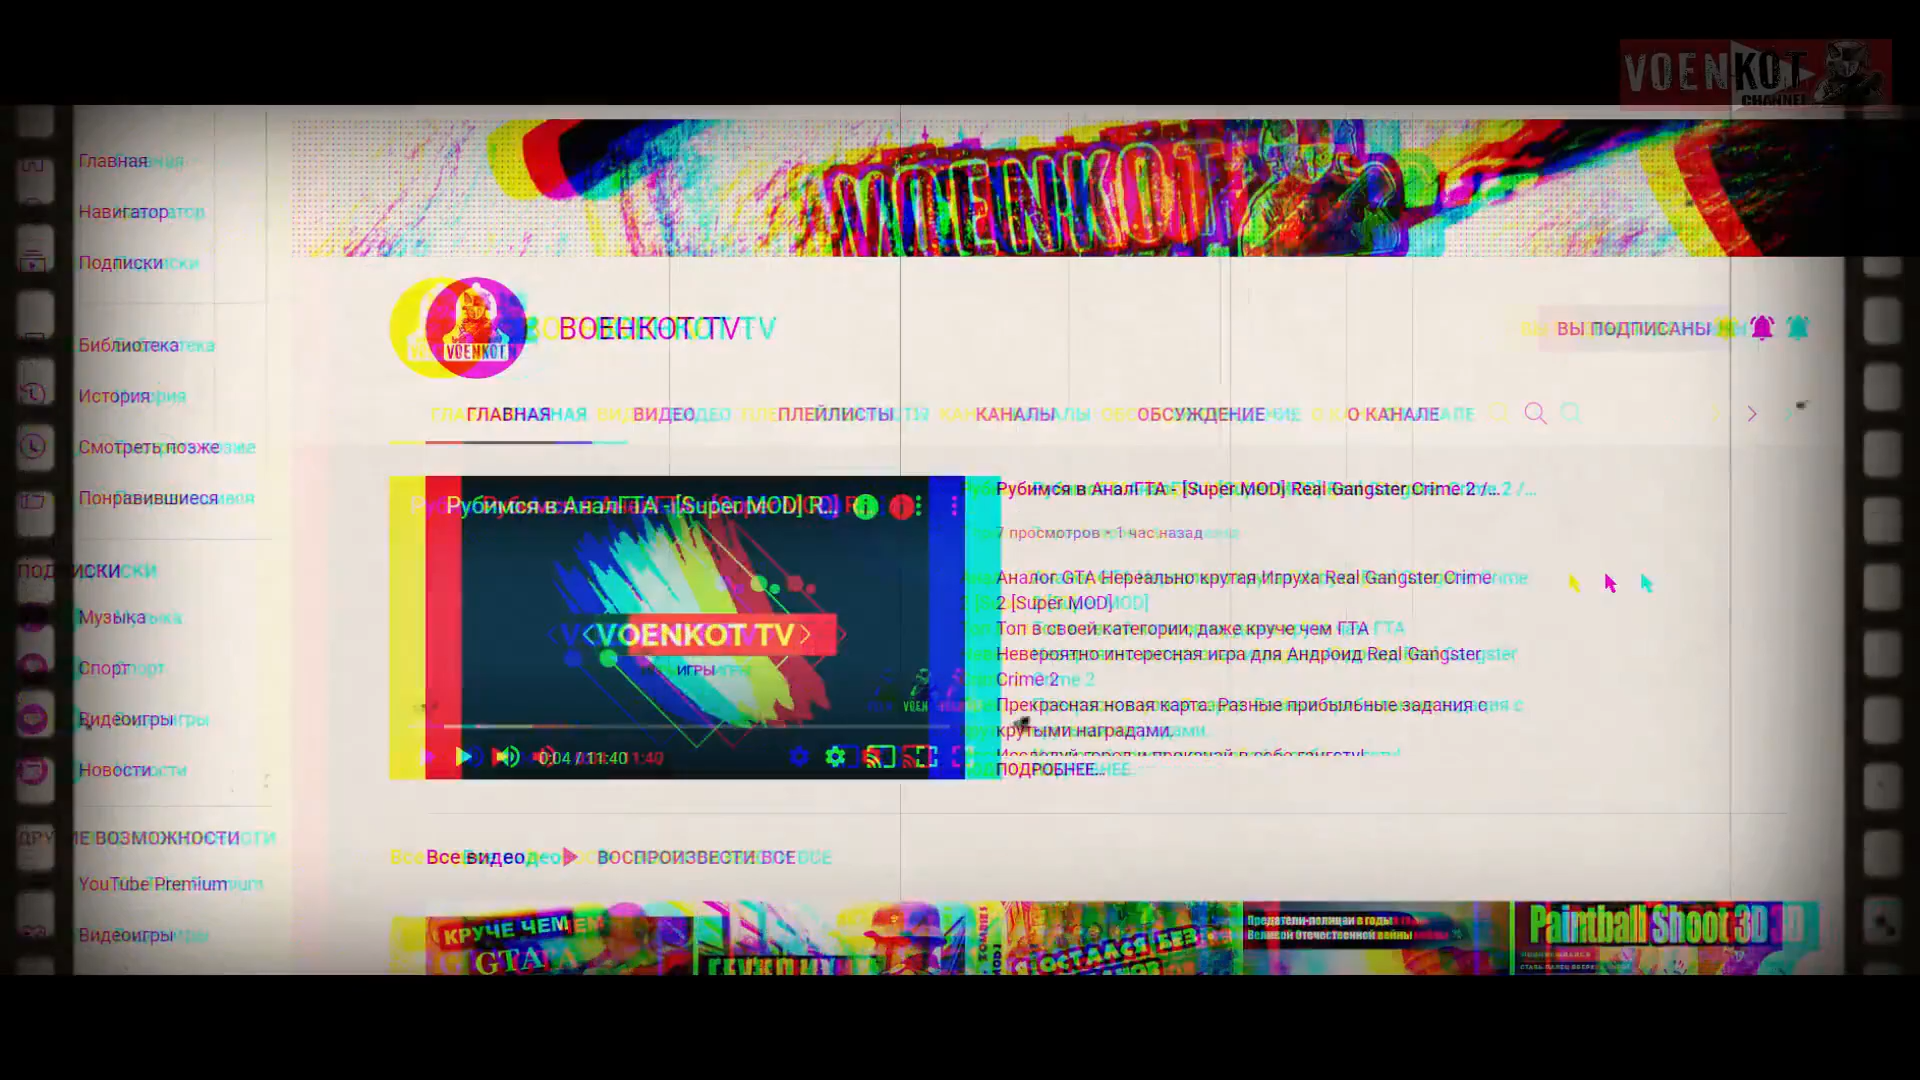 VOENKOT
CHANNEL
VOENKOT
Главная
Навигатор
Подписки
Библиотека
История
Смотреть позже
Понравившиеся
ПОДПИСКИ
Музыка
Спорт
Видеоигры
Новости
ДРУГИЕ ВОЗМОЖНОСТИ
YouTube Premium
Видеоигры
VOENKOT
ВОЕНКОТ TV
ВЫ ПОДПИСАНЫ
ГЛАВНАЯ ВИДЕО ПЛЕЙЛИСТЫ КАНАЛЫ ОБСУЖДЕНИЕ О КАНАЛЕ
Рубимся в АналГТА - [Super MOD] R...
VOENKOT TV
ИГРЫ
0:04 / 11:40
Рубимся в АналГТА - [Super MOD] Real Gangster Crime 2 /...
7 просмотров • 1 час назад
Аналог GTA Нереально крутая Игруха Real Gangster Crime
2 [Super MOD]
Топ в своей категории, даже круче чем ГТА
Невероятно интересная игра для Андроид Real Gangster
Crime 2
Прекрасная новая карта. Разные прибыльные задания с
крутыми наградами.
ПОДРОБНЕЕ...
Все видео ВОСПРОИЗВЕСТИ ВСЕ
КРУЧЕ ЧЕМ
GTA
ОСТАЛСЯ БЕЗ
Предатели-полицаи в годы
Великой Отечественной войны
Paintball Shoot 3D